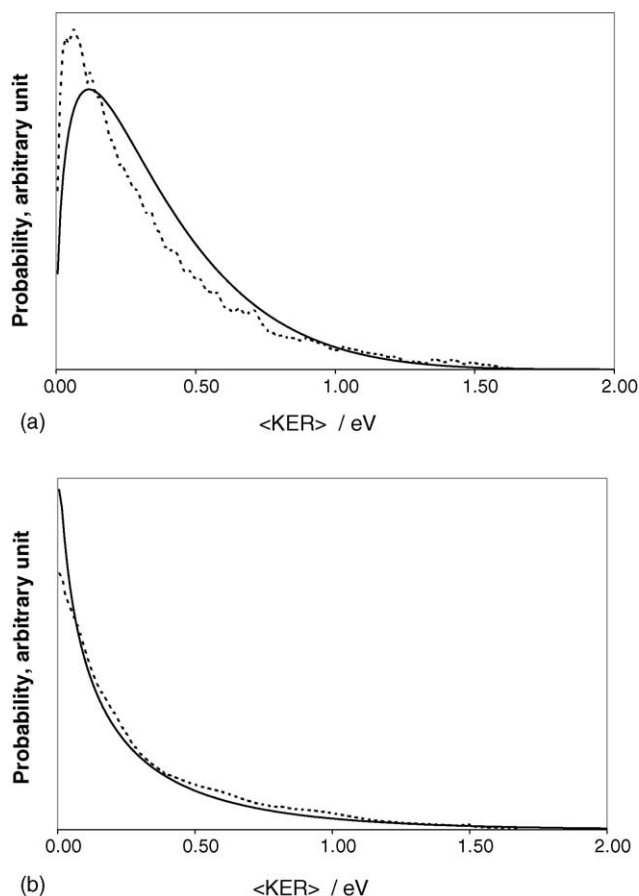 Probability, arbitrary unit
0.00 0.50 1.00 1.50 2.00
(a)
<KER> / eV
Probability, arbitrary unit
0.00 0.50 1.00 1.50 2.00
(b)
<KER> / eV